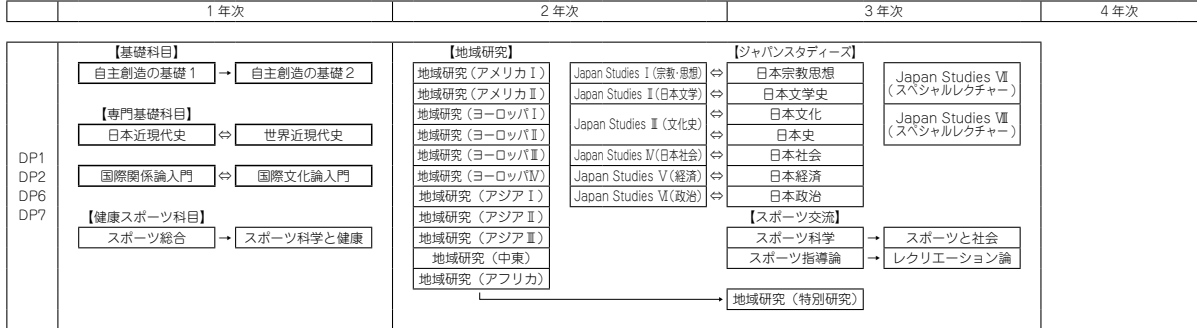 1年次 2年次 3年次 4年次
【基礎科目】 【地域研究】 【ジャパンスタディーズ】
自主創造の基礎1 → 自主創造の基礎2 地域研究（アメリカⅠ） Japan Studies Ⅰ（宗教・思想） ⇔ 日本宗教思想 Japan Studies Ⅶ
（スペシャルレクチャー）
地域研究（アメリカⅡ） Japan Studies Ⅱ（日本文学） ⇔ 日本文学史
【専門基礎科目】 地域研究（ヨーロッパⅠ） Japan Studies Ⅲ（文化史） ⇔ 日本文化 Japan Studies Ⅷ
（スペシャルレクチャー）
日本近現代史 ⇔ 世界近現代史 地域研究（ヨーロッパⅡ） ⇔ 日本史
DP1 地域研究（ヨーロッパⅢ） Japan Studies Ⅳ（日本社会） ⇔ 日本社会
DP2 国際関係論入門 ⇔ 国際文化論入門 地域研究（ヨーロッパⅣ） Japan Studies Ⅴ（経済） ⇔ 日本経済
DP6 地域研究（アジアⅠ） Japan Studies Ⅵ（政治） ⇔ 日本政治
DP7 【健康スポーツ科目】 地域研究（アジアⅡ） 【スポーツ交流】
スポーツ総合 → スポーツ科学と健康 地域研究（アジアⅢ） スポーツ科学 → スポーツと社会
地域研究（中東） スポーツ指導論 → レクリエーション論
地域研究（アフリカ）
→ 地域研究（特別研究）